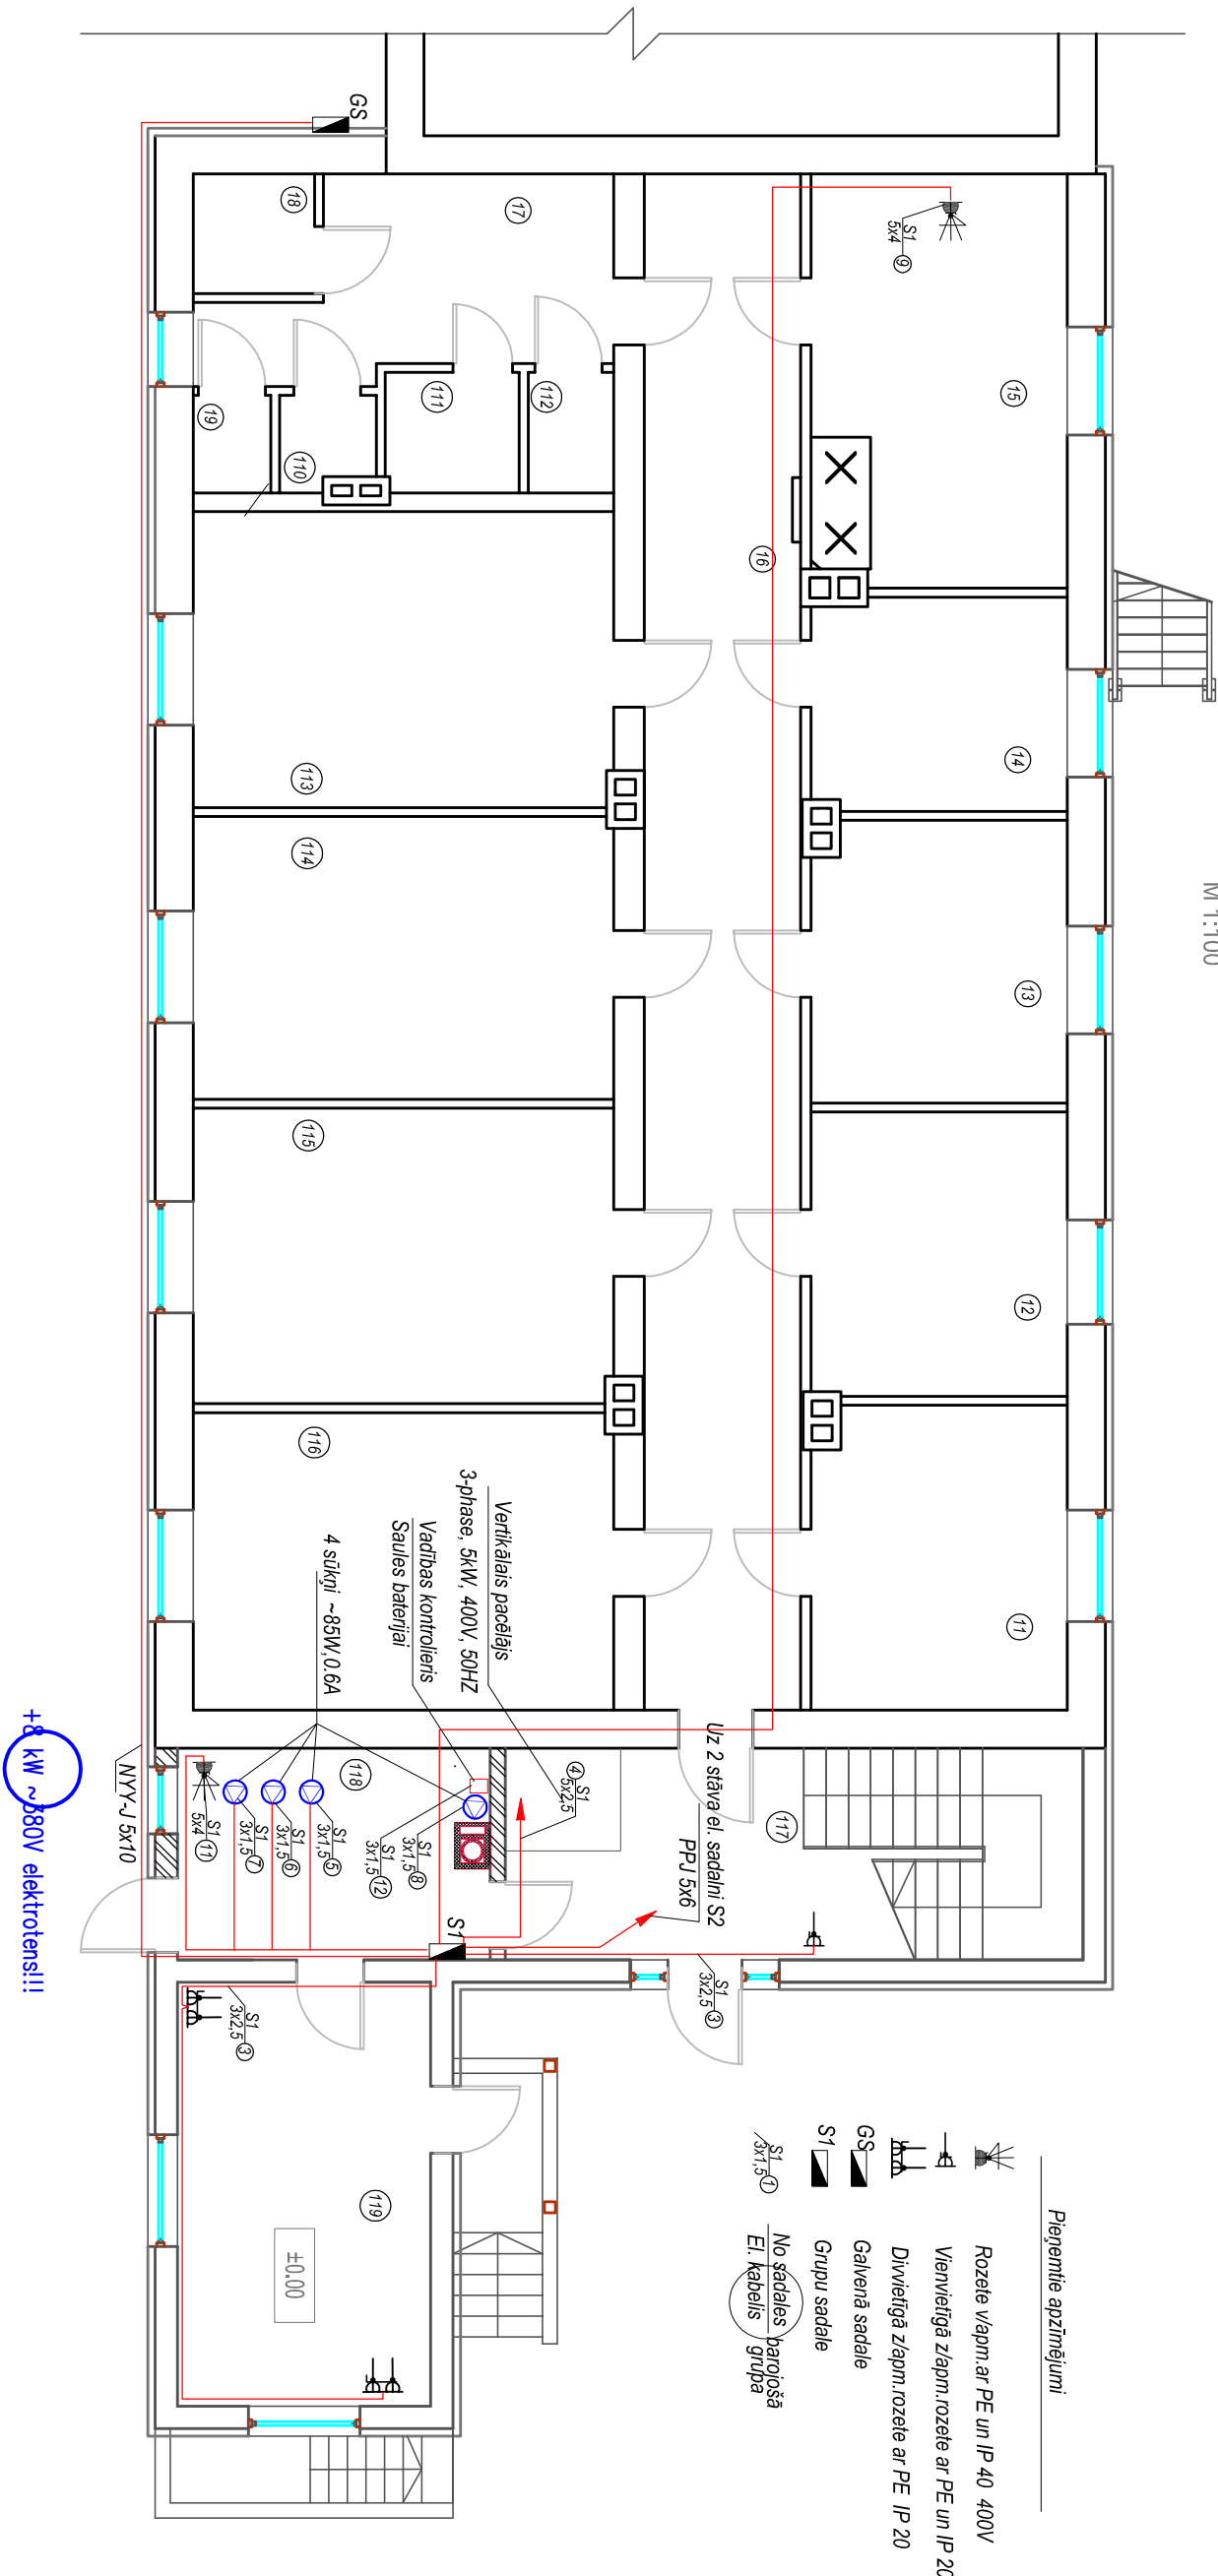 M 1:100
GS
18
17
S1
5x4
9
15
19
110
111
112
16
14
113
114
13
115
12
116
11
Vertikālais pacēlājs
3-phase, 5kW, 400V, 50HZ
Vadības kontrolieris
Saules baterijai
4 sūkņi ~85W,0.6A
Uz 2 stāva el. sadalni S2
PPJ 5x6
4
S1
5x2,5
117
118
S1
5x4
11
S1
3x1,5
7
S1
3x1,5
6
S1
3x1,5
5
S1
3x1,5
12
S1
3x1,5
8
S1
NYY-J 5x10
+8 kW ~380V elektrotens!!!
S1
3x2,5
3
S1
3x2,5
3
119
±0.00
Pieņemtie apzīmējumi
Rozete v/apm.ar PE un IP 40 400V
Vienvietīgā z/apm.rozete ar PE un IP 20
Divvietīgā z/apm.rozete ar PE IP 20
GS
Galvenā sadale
S1
Grupu sadale
S1
3x1,5
1
No sadales
El. kabelis
barojošā
grupa